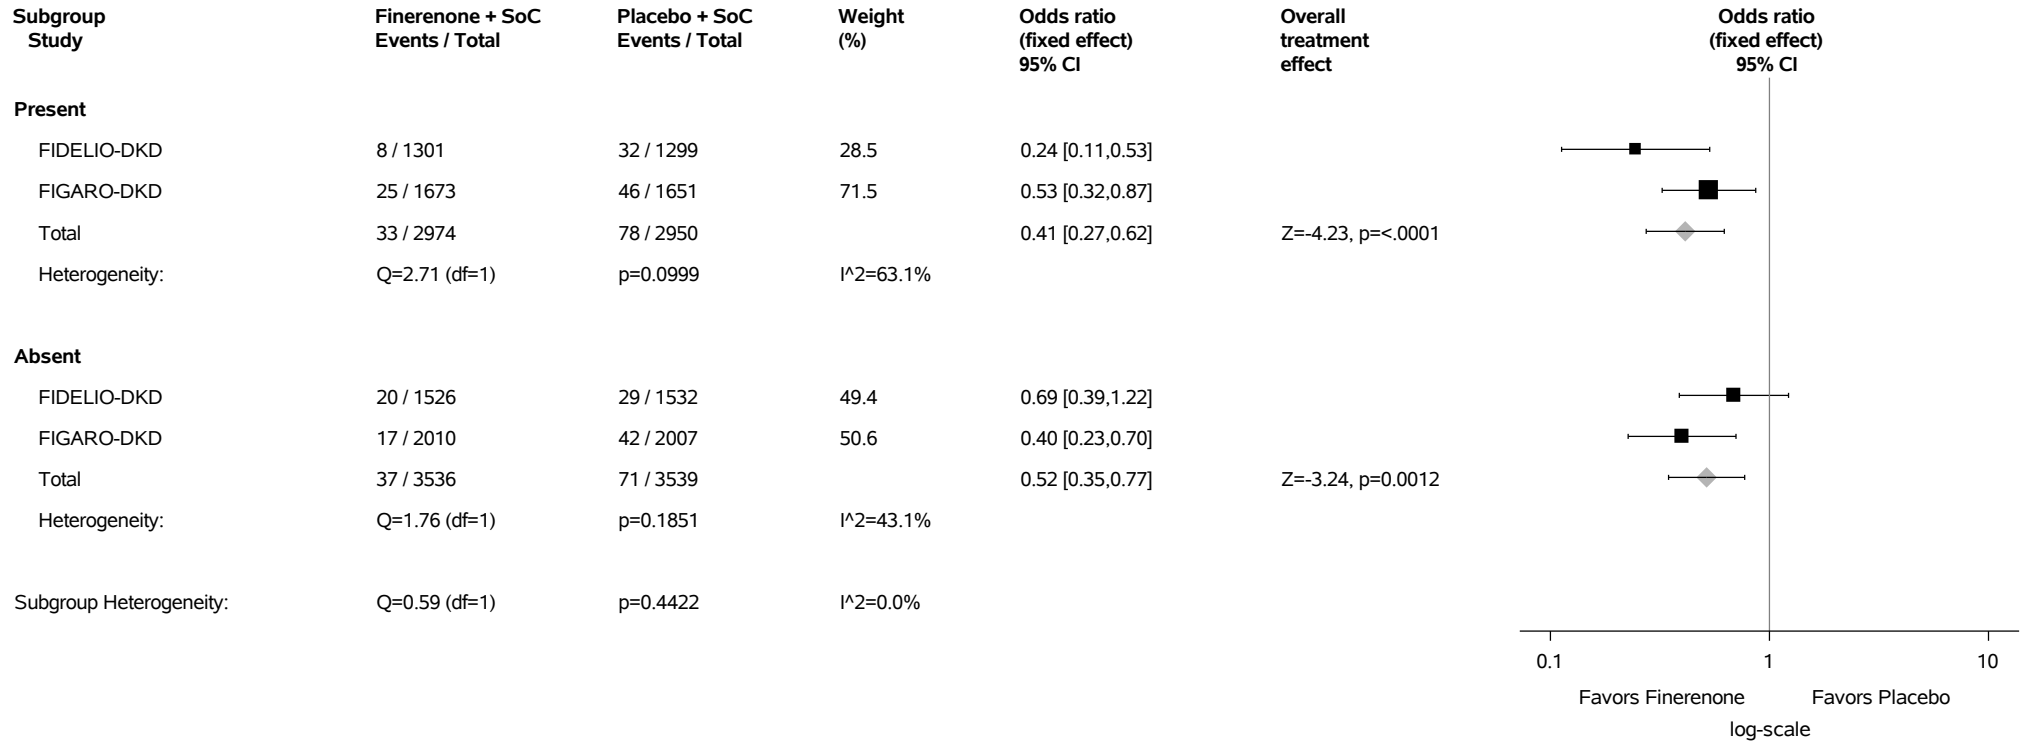 Subgroup Finerenone + SoC Placebo + SoC Weight Odds ratio Overall Odds ratio
Study Events / Total Events / Total (%) (fixed effect) treatment (fixed effect)
95% CI effect 95% CI
Present
FIDELIO-DKD 8 / 1301 32 / 1299 28.5 0.24 [0.11,0.53]
FIGARO-DKD 25 / 1673 46 / 1651 71.5 0.53 [0.32,0.87]
Total 33 / 2974 78 / 2950 0.41 [0.27,0.62] Z=-4.23, p=<.0001
Heterogeneity: Q=2.71 (df=1) p=0.0999 I^2=63.1%
Absent
FIDELIO-DKD 20 / 1526 29 / 1532 49.4 0.69 [0.39,1.22]
FIGARO-DKD 17 / 2010 42 / 2007 50.6 0.40 [0.23,0.70]
Total 37 / 3536 71 / 3539 0.52 [0.35,0.77] Z=-3.24, p=0.0012
Heterogeneity: Q=1.76 (df=1) p=0.1851 I^2=43.1%
Subgroup Heterogeneity: Q=0.59 (df=1) p=0.4422 I^2=0.0%
0.1 1 10
Favors Finerenone Favors Placebo
log-scale